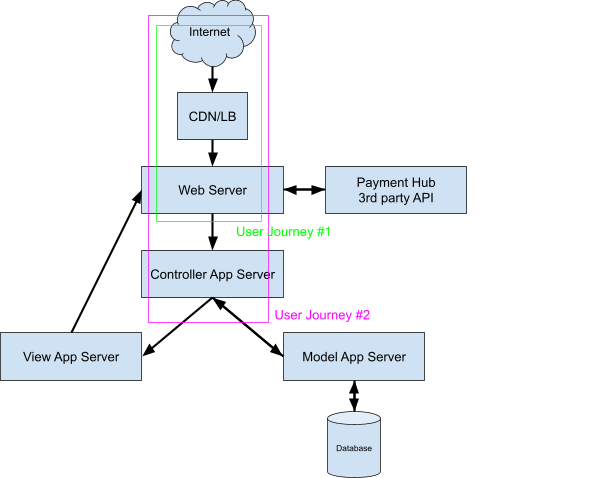 Internet
CDN/LB
Web Server
Payment Hub
3rd party API
User Journey #1
Controller App Server
User Journey #2
View App Server
Model App Server
Database